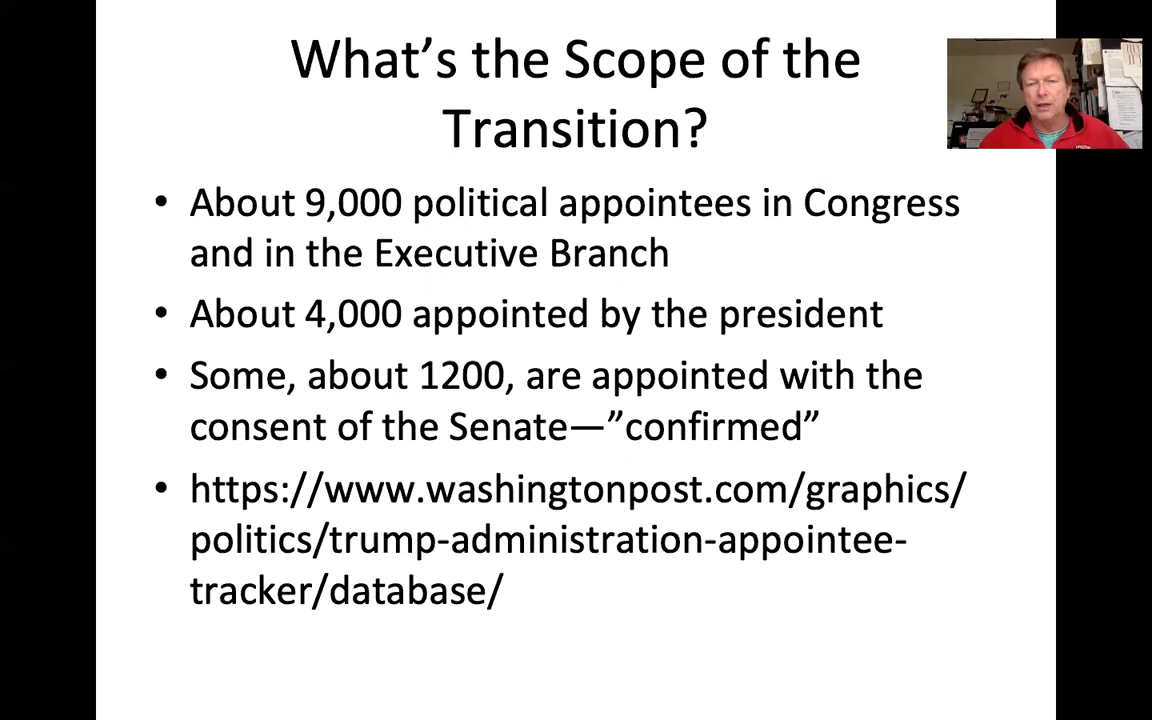 What’s the Scope of the
Transition?
• About 9,000 political appointees in Congress
and in the Executive Branch
• About 4,000 appointed by the president
• Some, about 1200, are appointed with the
consent of the Senate—”confirmed”
• https://www.washingtonpost.com/graphics/
politics/trump-administration-appointee-
tracker/database/